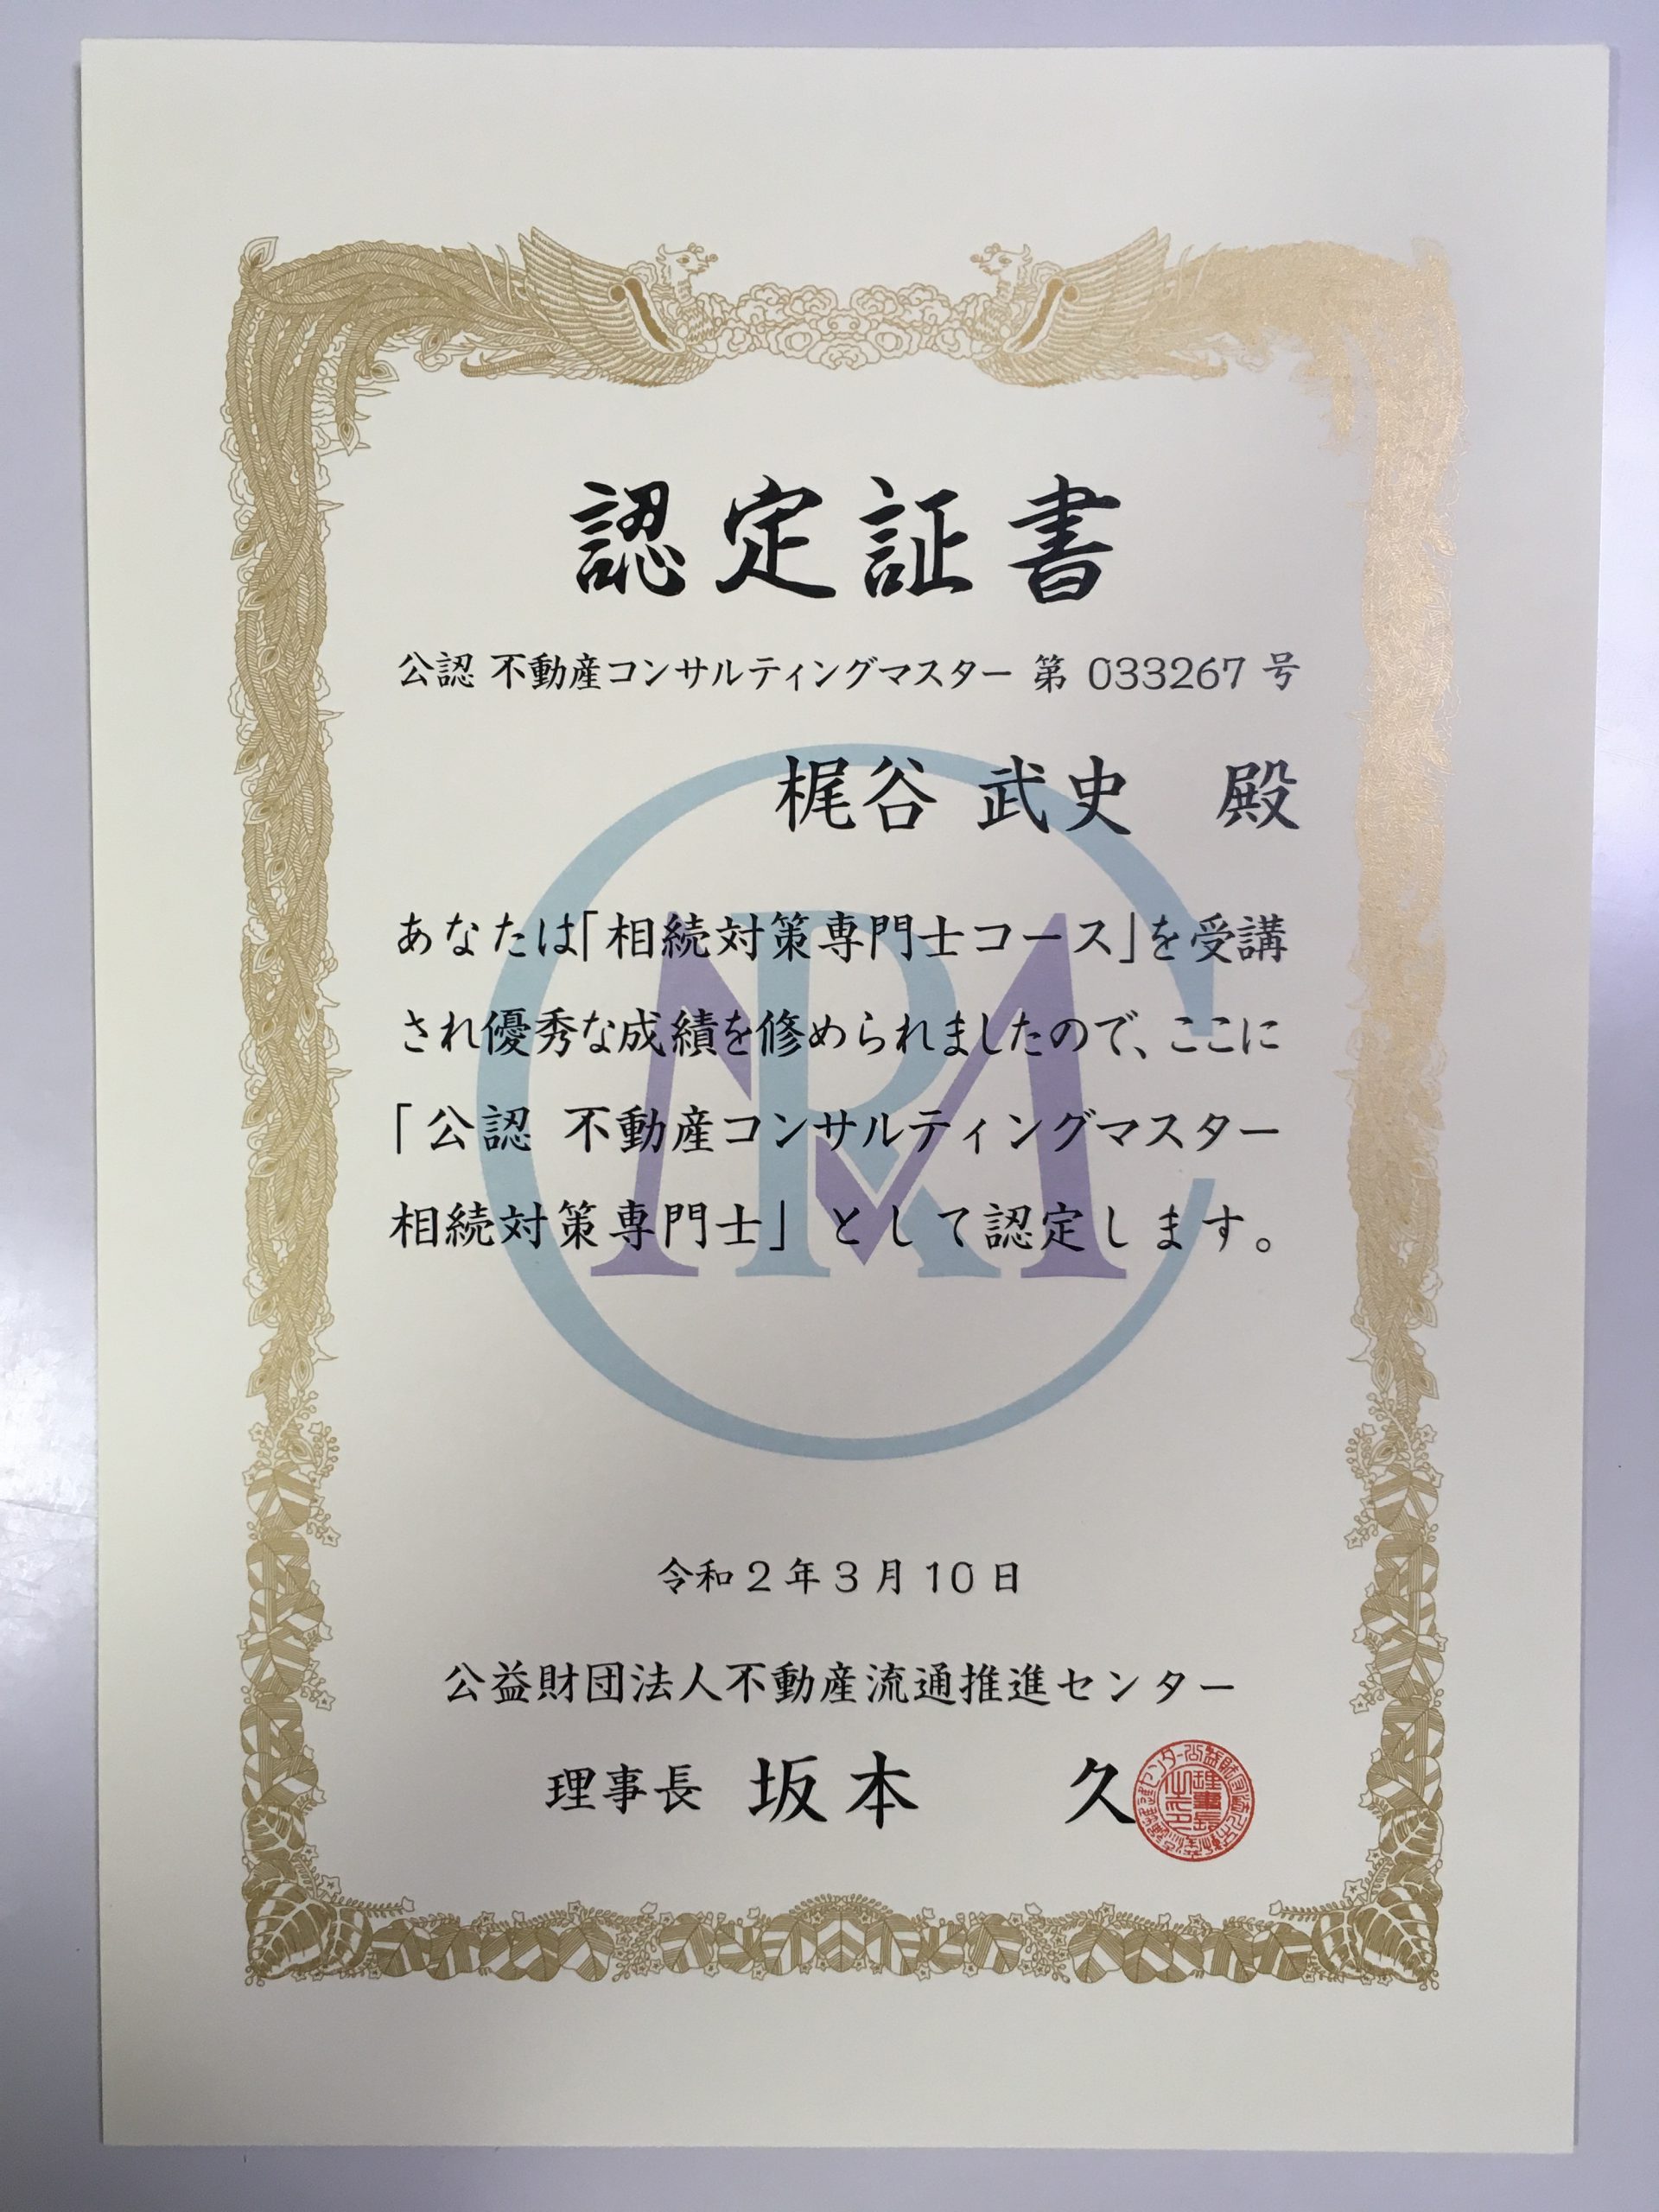 認定証書
公認 不動産コンサルティングマスター 第 033267 号
梶谷 武史 殿
あなたは「相続対策専門士コース」を受講
され優秀な成績を修められましたので、ここに
「公認 不動産コンサルティングマスター
相続対策専門士」として認定します。
令和2年3月10日
公益財団法人不動産流通推進センター
理事長 坂本 久